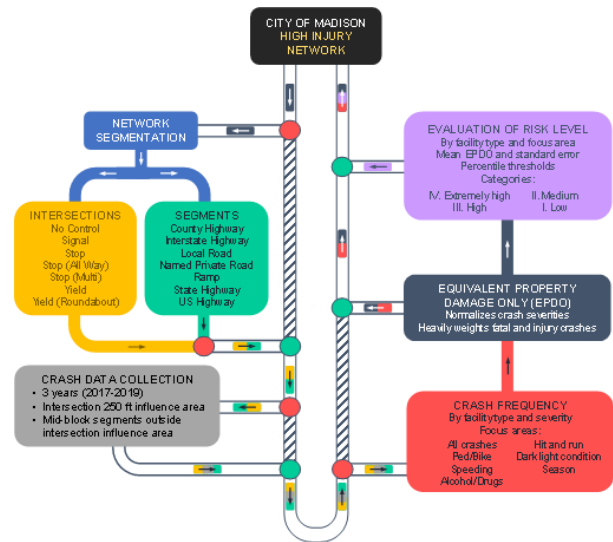 CITY OF MADISON
HIGH INJURY
NETWORK
NETWORK
SEGMENTATION
INTERSECTIONS
No Control
Signal
Stop
Stop (All Way)
Stop (Multi)
Yield
Yield (Roundabout)
SEGMENTS
County Highway
Interstate Highway
Local Road
Named Private Road
Ramp
State Highway
US Highway
CRASH DATA COLLECTION
• 3 years (2017-2019)
• Intersection 250 ft influence area
• Mid-block segments outside
intersection influence area
EVALUATION OF RISK LEVEL
By facility type and focus area
Mean EPDO and standard error
Percentile thresholds
Categories:
IV. Extremely high II. Medium
III. High I. Low
EQUIVALENT PROPERTY
DAMAGE ONLY (EPDO)
Normalizes crash severities
Heavily weights fatal and injury crashes
CRASH FREQUENCY
By facility type and severity
Focus areas:
All crashes Hit and run
Ped/Bike Dark light condition
Speeding Season
Alcohol/Drugs